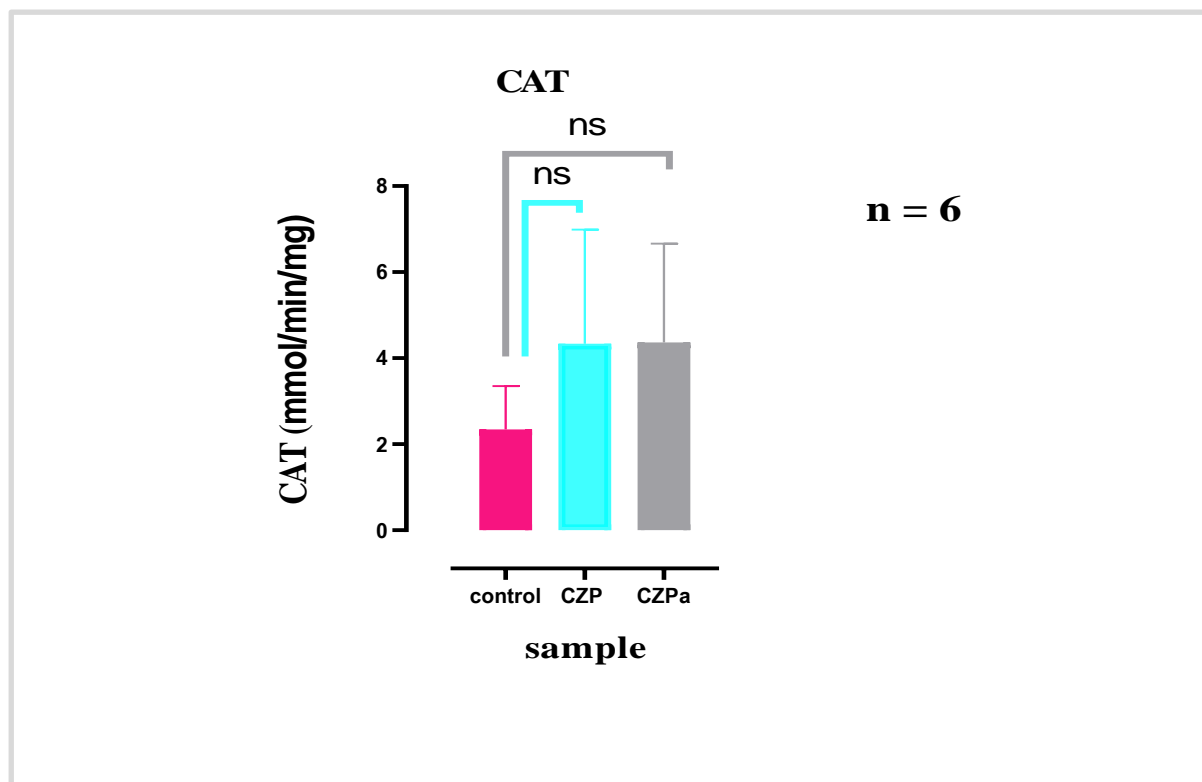 CAT
ns
ns
n = 6
8
6
4
2
0
CAT (mmol/min/mg)
control CZP CZPa
sample